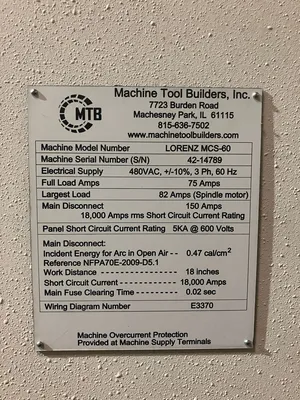 MTB
Machine Tool Builders, Inc.
7723 Burden Road
Machesney Park, IL 61115
815-636-7502
www.machinetoolbuilders.com
Machine Model Number LORENZ MCS-60
Machine Serial Number (S/N) 42-14789
Electrical Supply 480VAC, +/-10%, 3 Ph, 60 Hz
Full Load Amps 75 Amps
Largest Load 82 Amps (Spindle motor)
Main Disconnect 150 Amps
18,000 Amps rms Short Circuit Current Rating
Panel Short Circuit Current Rating 5KA @ 600 Volts
Main Disconnect:
Incident Energy for Arc in Open Air -- 0.47 cal/cm²
Reference NFPA70E-2009-D5.1
Work Distance -------------------- 18 inches
Short Circuit Current --------------- 18,000 Amps
Main Fuse Clearing Time ---------- 0.02 sec
Wiring Diagram Number E3370
Machine Overcurrent Protection
Provided at Machine Supply Terminals